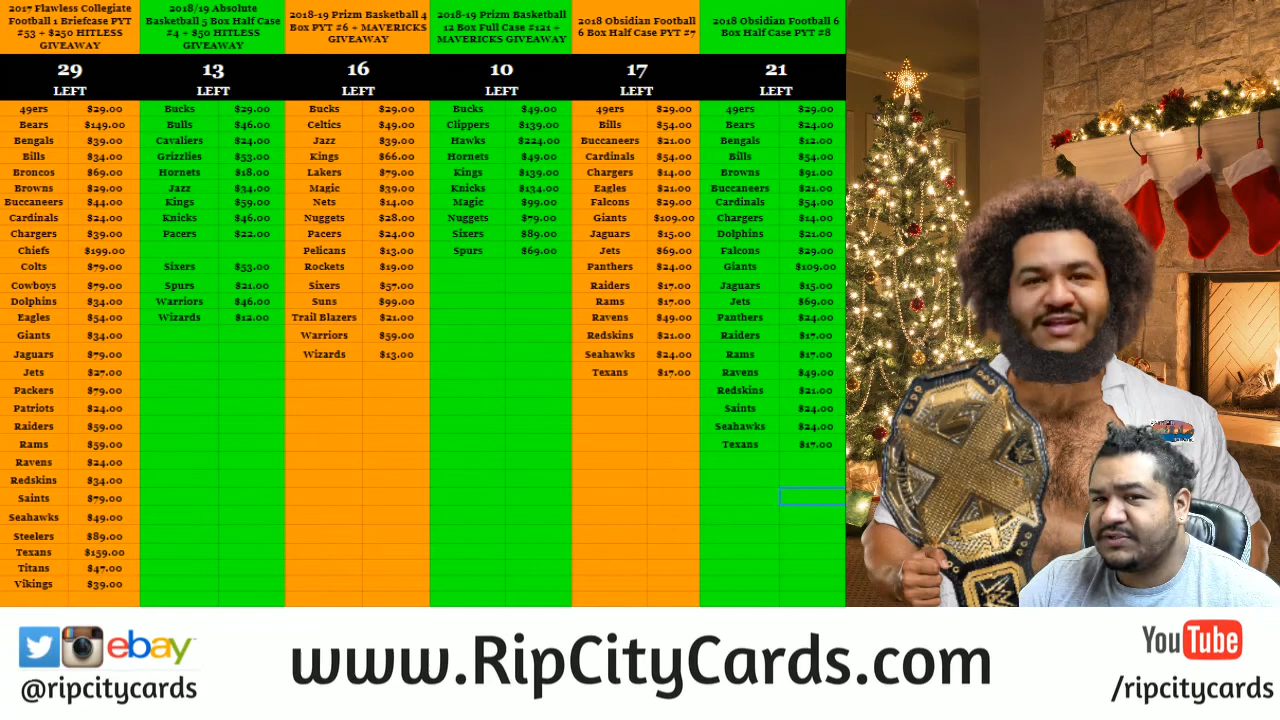 2017 Flawless Collegiate
Football 1 Briefcase PYT
#53 + $250 HITLESS
GIVEAWAY
29
LEFT
49ers $29.00
Bears $149.00
Bengals $39.00
Bills $34.00
Broncos $69.00
Browns $29.00
Buccaneers $44.00
Cardinals $24.00
Chargers $39.00
Chiefs $199.00
Colts $79.00
Cowboys $79.00
Dolphins $34.00
Eagles $54.00
Giants $34.00
Jaguars $79.00
Jets $27.00
Packers $79.00
Patriots $24.00
Raiders $59.00
Rams $59.00
Ravens $24.00
Redskins $34.00
Saints $79.00
Seahawks $49.00
Steelers $89.00
Texans $159.00
Titans $47.00
Vikings $39.00
2018/19 Absolute
Basketball 5 Box Half Case
#4 + $50 HITLESS
GIVEAWAY
13
LEFT
Bucks $29.00
Bulls $46.00
Cavaliers $24.00
Grizzlies $53.00
Hornets $18.00
Jazz $34.00
Kings $59.00
Knicks $46.00
Pacers $22.00
Sixers $53.00
Spurs $21.00
Warriors $46.00
Wizards $12.00
2018-19 Prizm Basketball 4
Box PYT #6 + MAVERICKS
GIVEAWAY
16
LEFT
Bucks $29.00
Celtics $49.00
Jazz $39.00
Kings $66.00
Lakers $79.00
Magic $39.00
Nets $14.00
Nuggets $28.00
Pacers $24.00
Pelicans $13.00
Rockets $19.00
Sixers $57.00
Suns $99.00
Trail Blazers $21.00
Warriors $59.00
Wizards $13.00
2018-19 Prizm Basketball
12 Box Full Case #121 +
MAVERICKS GIVEAWAY
10
LEFT
Bucks $49.00
Clippers $139.00
Hawks $224.00
Hornets $49.00
Kings $139.00
Knicks $134.00
Magic $99.00
Nuggets $79.00
Sixers $89.00
Spurs $69.00
2018 Obsidian Football
6 Box Half Case PYT #7
17
LEFT
49ers $29.00
Bills $54.00
Buccaneers $21.00
Cardinals $54.00
Chargers $14.00
Eagles $21.00
Falcons $29.00
Giants $109.00
Jaguars $15.00
Jets $69.00
Panthers $24.00
Raiders $17.00
Rams $17.00
Ravens $49.00
Redskins $21.00
Seahawks $24.00
Texans $17.00
2018 Obsidian Football 6
Box Half Case PYT #8
21
LEFT
49ers $29.00
Bears $24.00
Bengals $12.00
Bills $54.00
Browns $91.00
Buccaneers $21.00
Cardinals $54.00
Chargers $14.00
Dolphins $21.00
Falcons $29.00
Giants $109.00
Jaguars $15.00
Jets $69.00
Panthers $24.00
Raiders $17.00
Rams $17.00
Ravens $49.00
Redskins $21.00
Saints $24.00
Seahawks $24.00
Texans $17.00
ebay
@ripcitycards
www.RipCityCards.com
YouTube
/ripcitycards